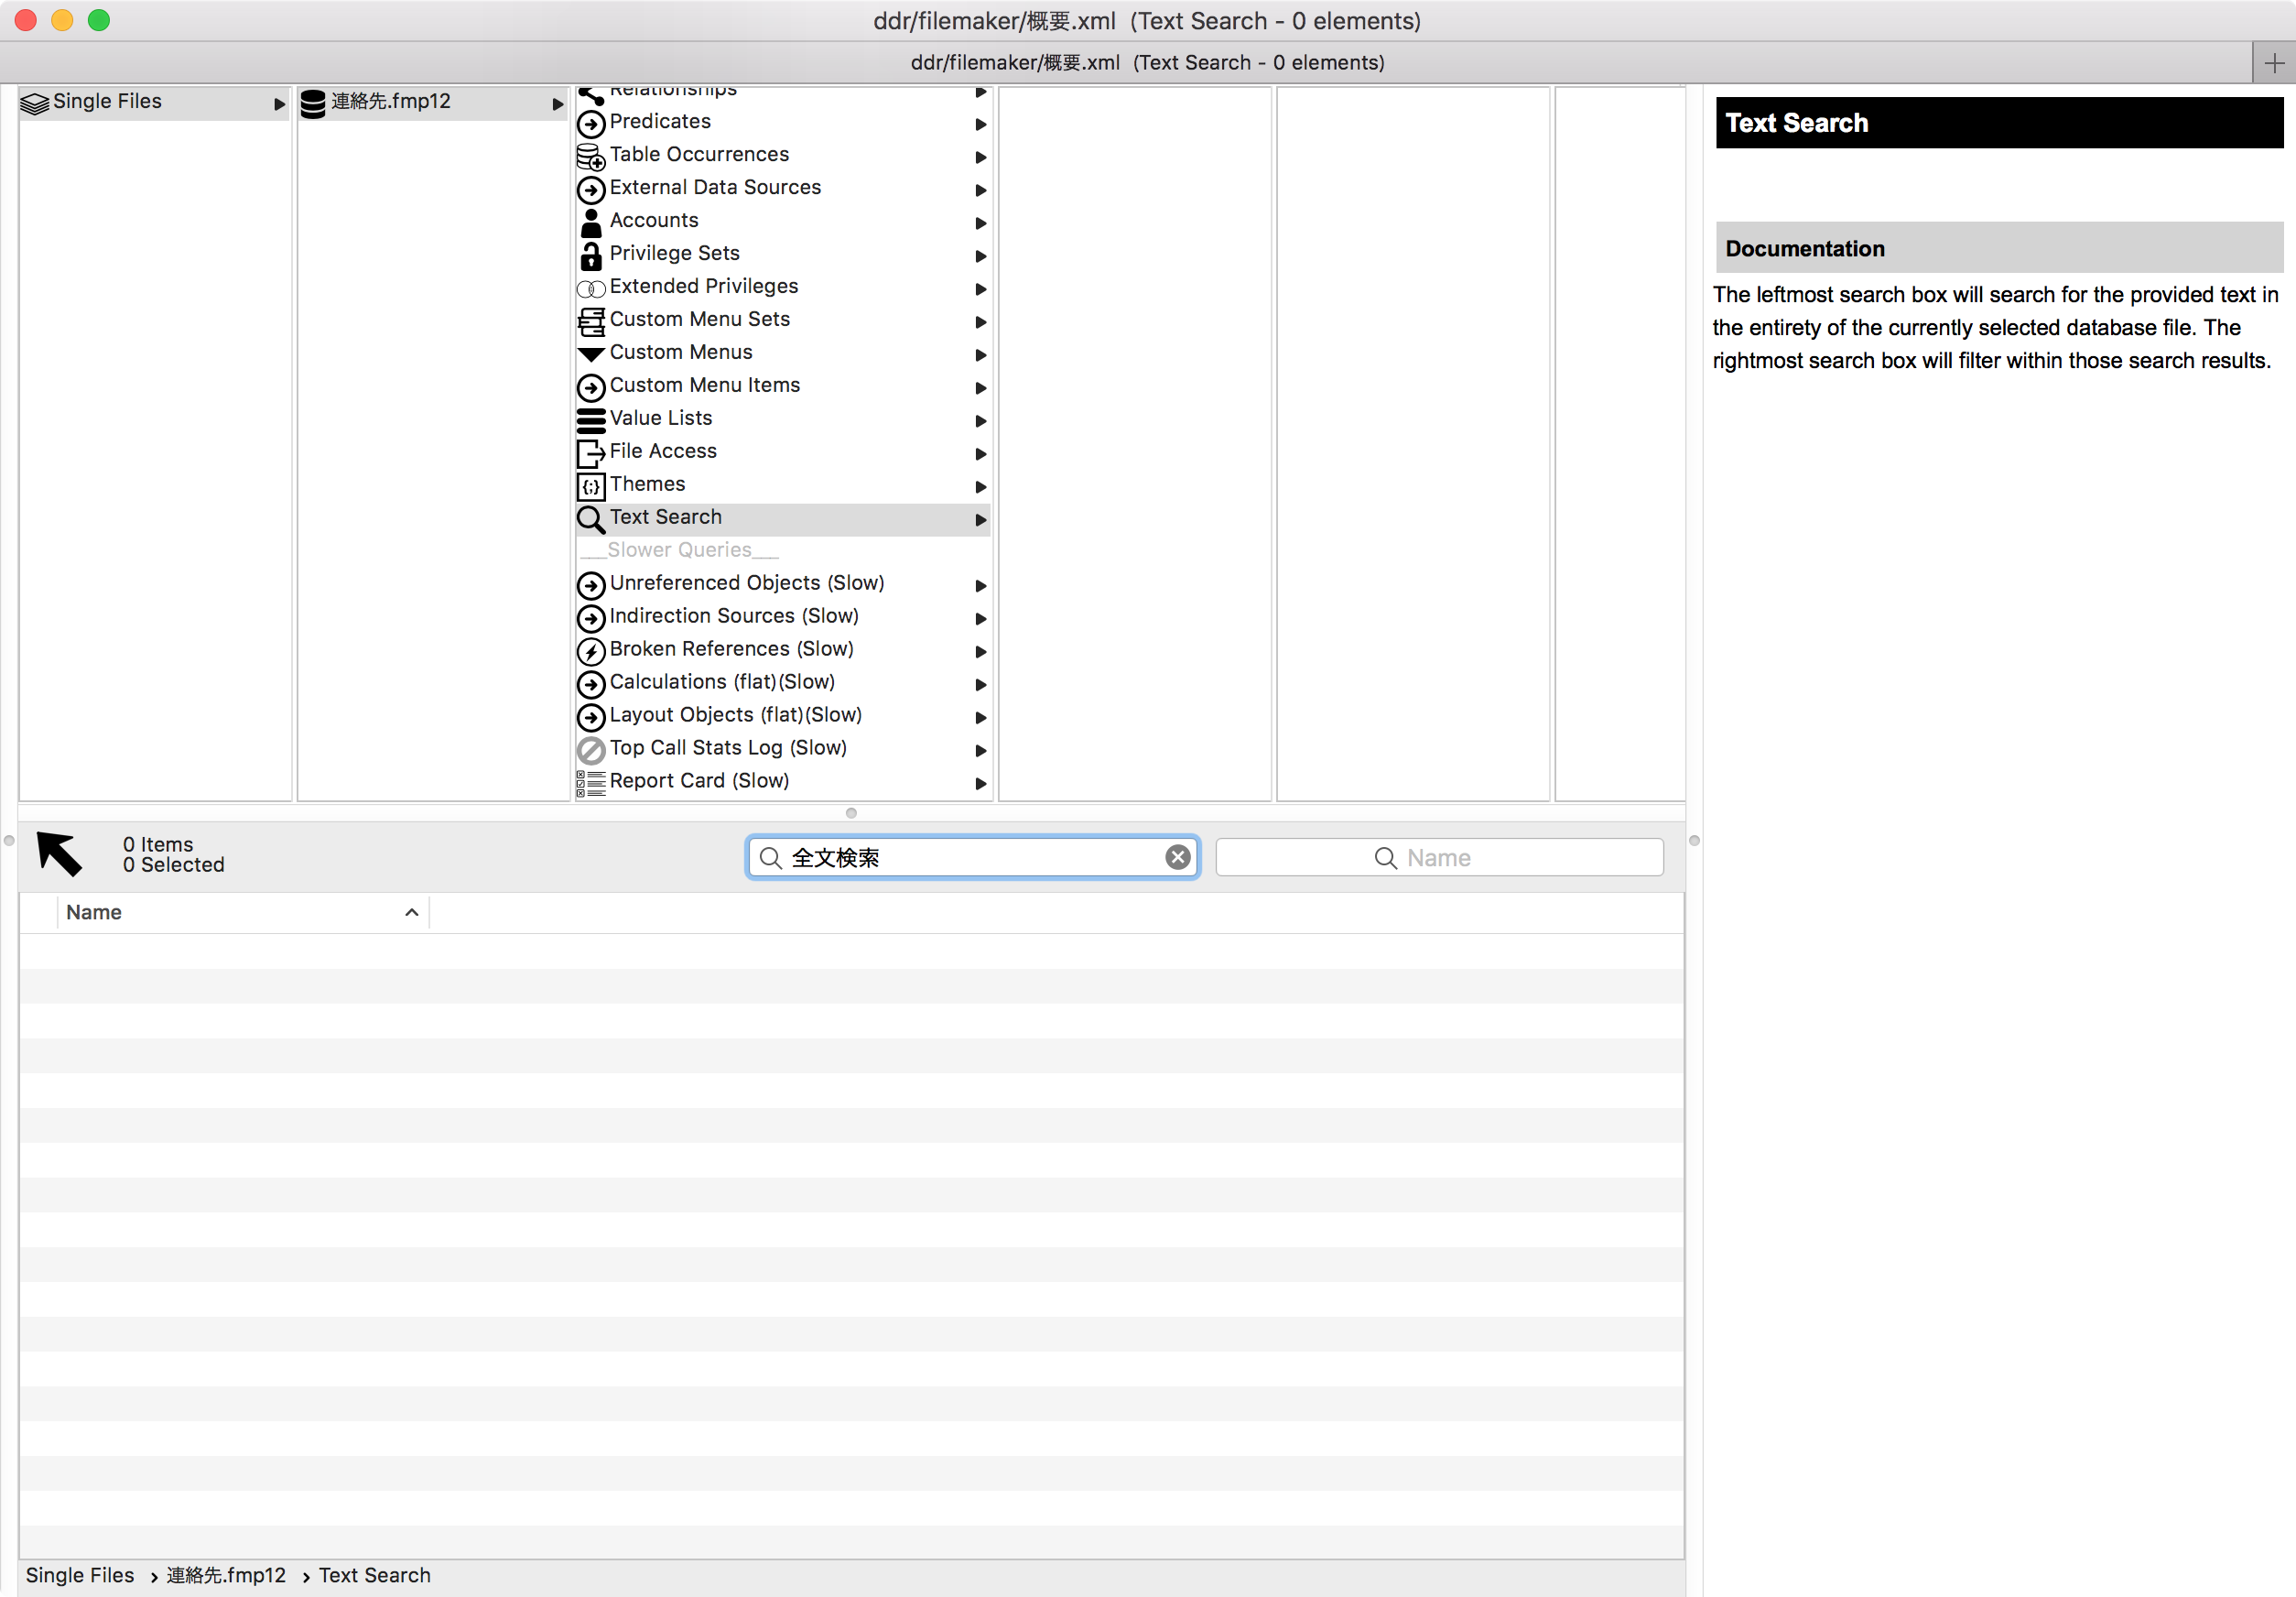 ddr/filemaker/概要.xml (Text Search - 0 elements)
ddr/filemaker/概要.xml (Text Search - 0 elements)
Single Files
連絡先.fmp12
Relationships
Predicates
Table Occurrences
External Data Sources
Accounts
Privilege Sets
Extended Privileges
Custom Menu Sets
Custom Menus
Custom Menu Items
Value Lists
File Access
Themes
Text Search
___Slower Queries___
Unreferenced Objects (Slow)
Indirection Sources (Slow)
Broken References (Slow)
Calculations (flat)(Slow)
Layout Objects (flat)(Slow)
Top Call Stats Log (Slow)
Report Card (Slow)
Text Search
Documentation
The leftmost search box will search for the provided text in
the entirety of the currently selected database file. The
rightmost search box will filter within those search results.
0 Items
0 Selected
全文検索
Name
Name
Single Files › 連絡先.fmp12 › Text Search